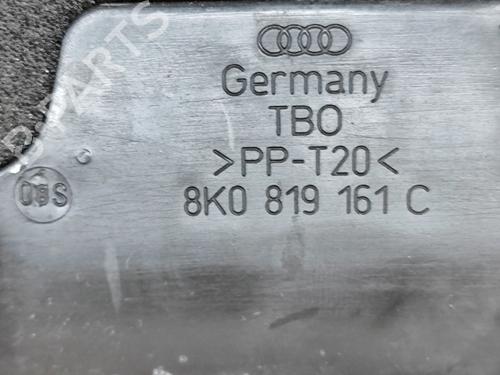 Germany
TBO
>PP-T20<
8K0 819 161 C